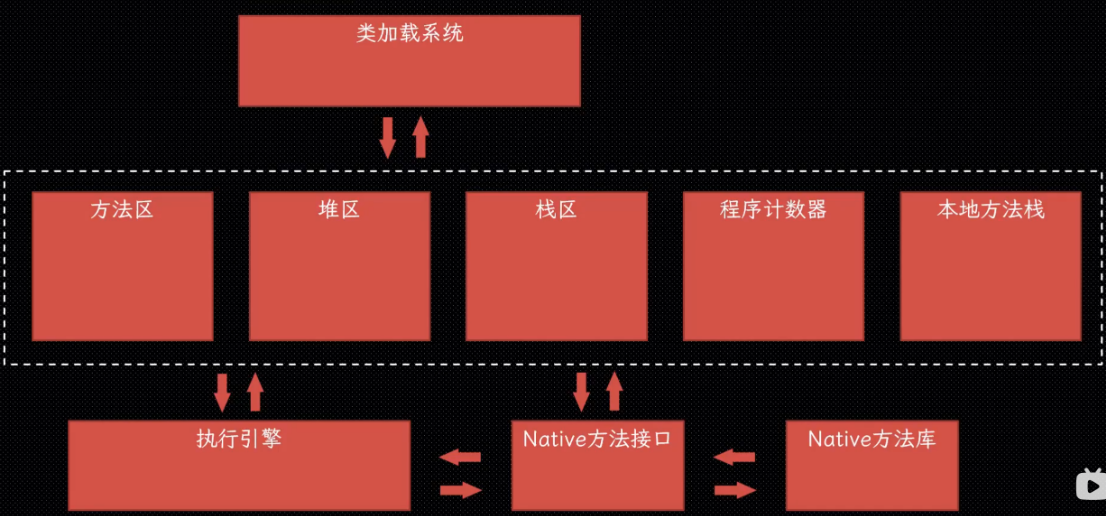 类加载系统
方法区
堆区
栈区
程序计数器
本地方法栈
执行引擎
Native方法接口
Native方法库